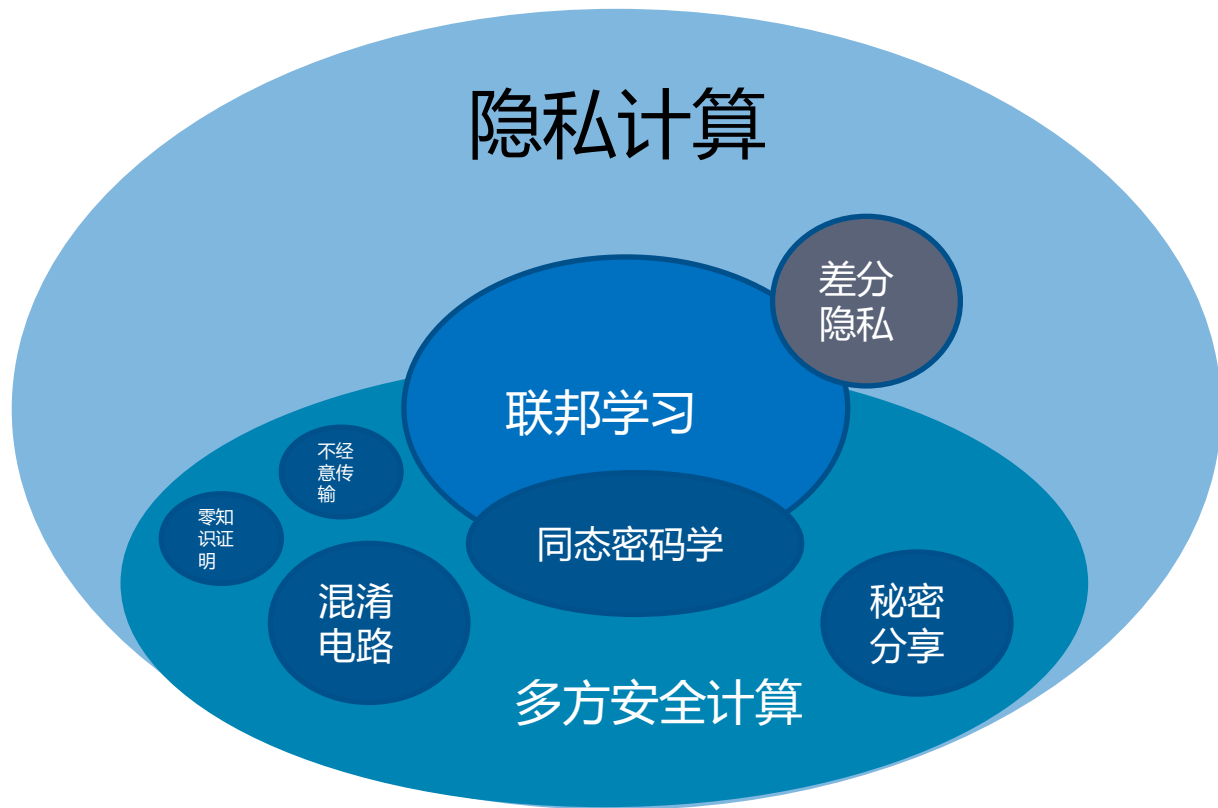 隐私计算
差分
隐私
联邦学习
不经
意传
输
零知
识证
明
同态密码学
混淆
电路
秘密
分享
多方安全计算